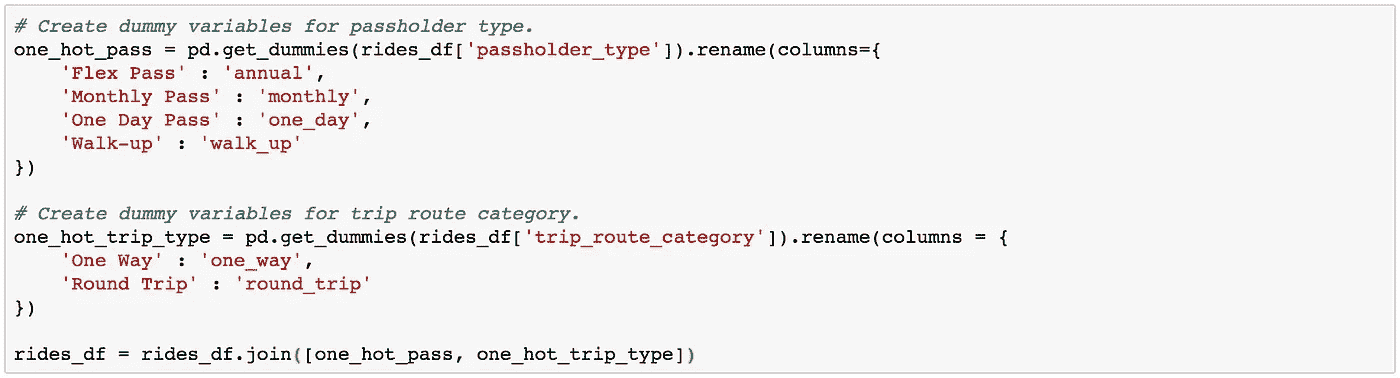 # Create dummy variables for passholder type.
one_hot_pass = pd.get_dummies(rides_df['passholder_type']).rename(columns={
    'Flex Pass' : 'annual',
    'Monthly Pass' : 'monthly',
    'One Day Pass' : 'one_day',
    'Walk-up' : 'walk_up'
})

# Create dummy variables for trip route category.
one_hot_trip_type = pd.get_dummies(rides_df['trip_route_category']).rename(columns = {
    'One Way' : 'one_way',
    'Round Trip' : 'round_trip'
})

rides_df = rides_df.join([one_hot_pass, one_hot_trip_type])